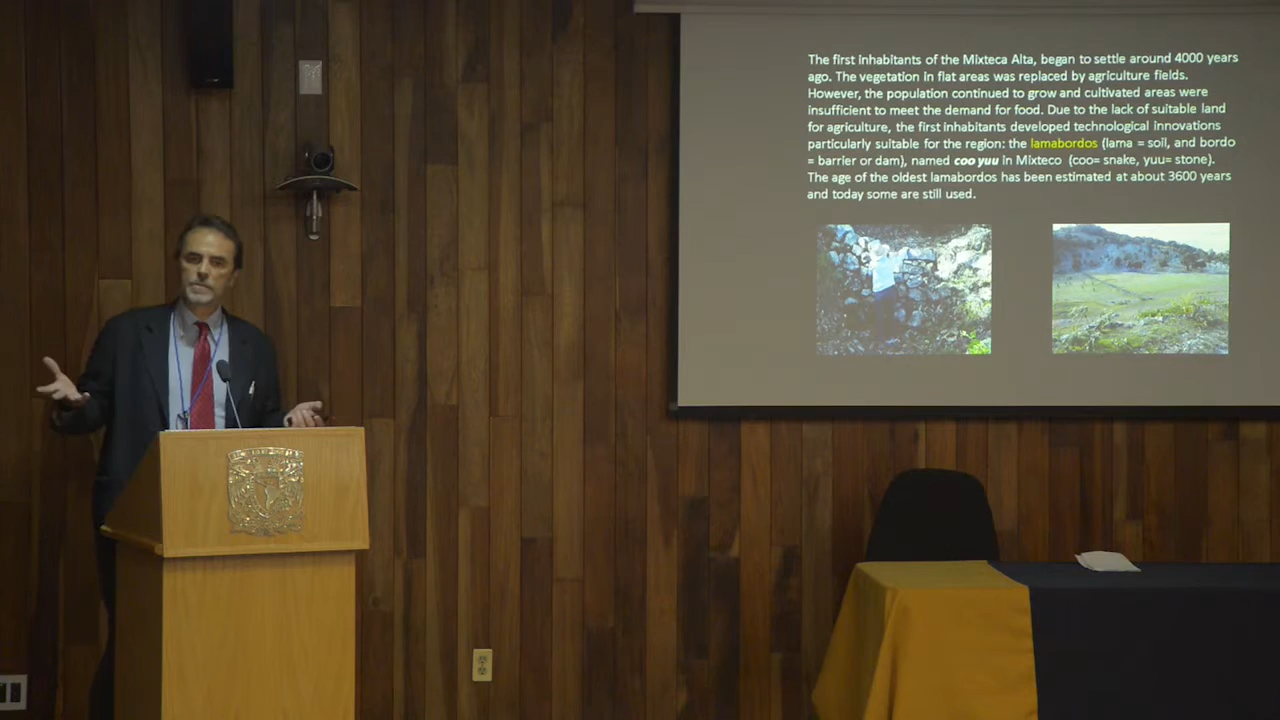 The first inhabitants of the Mixteca Alta, began to settle around 4000 years
ago. The vegetation in flat areas was replaced by agriculture fields.
However, the population continued to grow and cultivated areas were
insufficient to meet the demand for food. Due to the lack of suitable land
for agriculture, the first inhabitants developed technological innovations
particularly suitable for the region: the lamabordos (lama = soil, and bordo
= barrier or dam), named coo yuu in Mixteco (coo= snake, yuu= stone).
The age of the oldest lamabordos has been estimated at about 3600 years
and today some are still used.